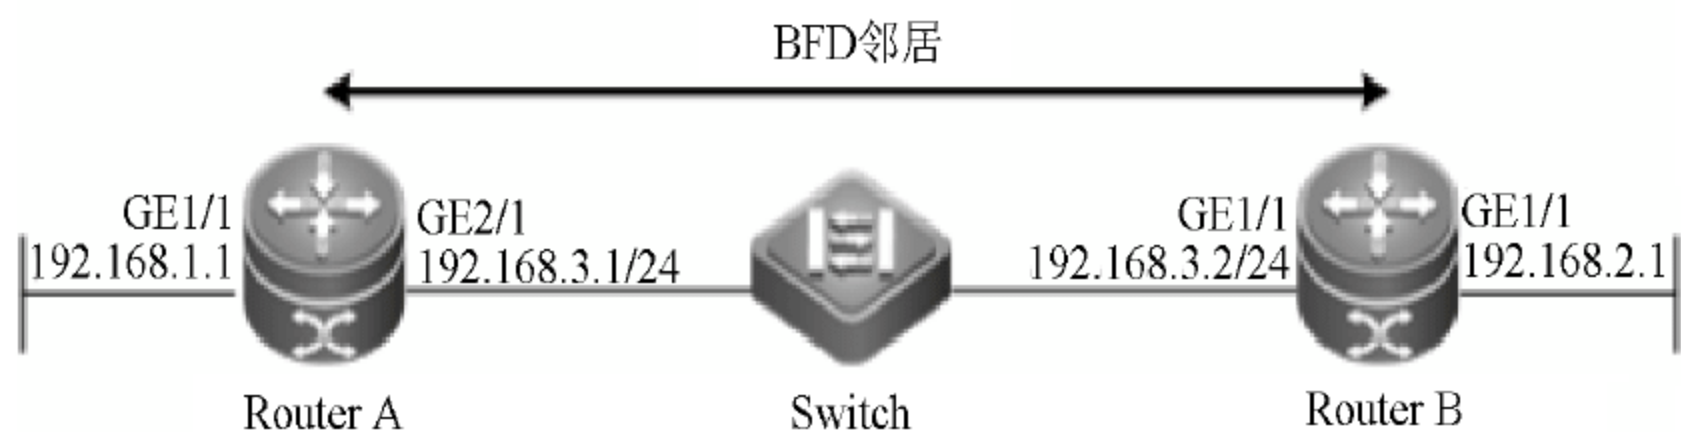 BFD邻居
GE1/1
192.168.1.1
GE2/1
192.168.3.1/24
GE1/1
192.168.3.2/24
GE1/1
192.168.2.1
Router A
Switch
Router B